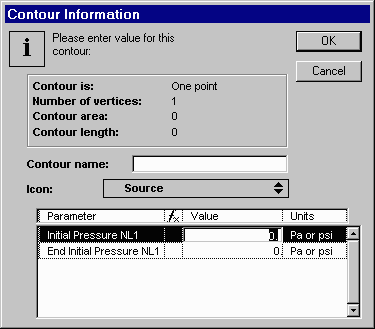 Contour Information
Please enter value for this
contour:
OK
Cancel
Contour is: One point
Number of vertices: 1
Contour area: 0
Contour length: 0
Contour name:
Icon: Source
Parameter fx Value Units
Initial Pressure NL1 0. Pa or psi
End Initial Pressure NL1 0. Pa or psi